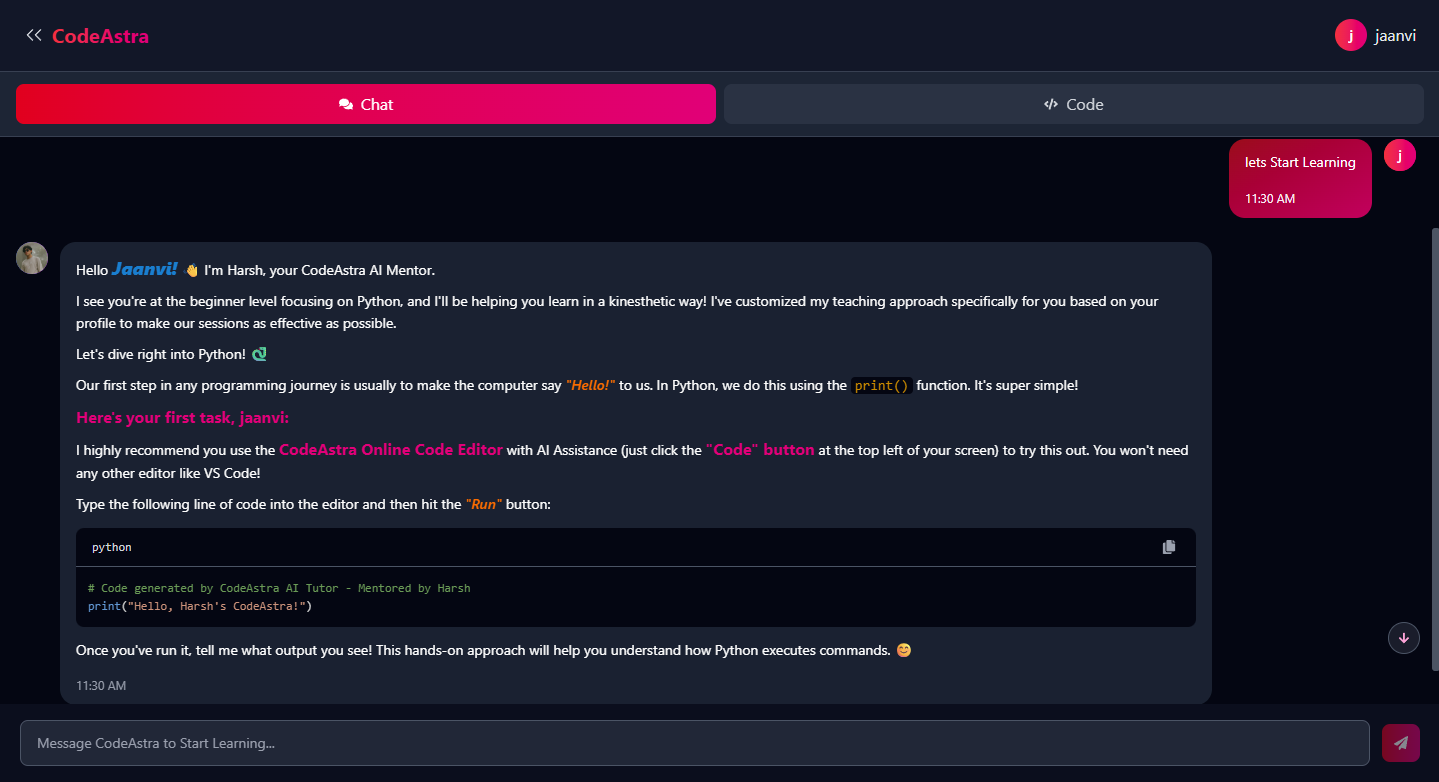 CodeAstra
j jaanvi
Chat
Code
lets Start Learning
j
11:30 AM
Hello Jaanvi! 👋 I'm Harsh, your CodeAstra AI Mentor.
I see you're at the beginner level focusing on Python, and I'll be helping you learn in a kinesthetic way! I've customized my teaching approach specifically for you based on your
profile to make our sessions as effective as possible.
Let's dive right into Python! 🐍
Our first step in any programming journey is usually to make the computer say "Hello!" to us. In Python, we do this using the print() function. It's super simple!
Here's your first task, jaanvi:
I highly recommend you use the CodeAstra Online Code Editor with AI Assistance (just click the "Code" button at the top left of your screen) to try this out. You won't need
any other editor like VS Code!
Type the following line of code into the editor and then hit the "Run" button:
python
# Code generated by CodeAstra AI Tutor - Mentored by Harsh
print("Hello, Harsh's CodeAstra!")
Once you've run it, tell me what output you see! This hands-on approach will help you understand how Python executes commands. 😊
11:30 AM
Message CodeAstra to Start Learning...